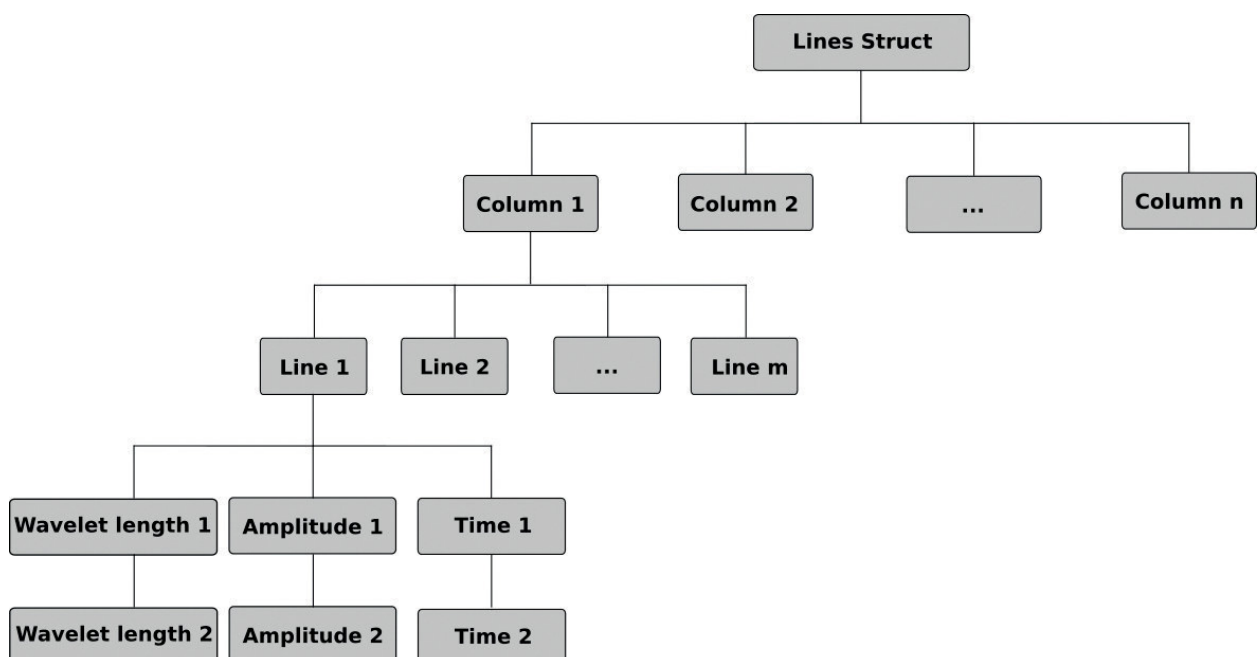 Lines Struct
Column 1
Column 2
...
Column n
Line 1
Line 2
...
Line m
Wavelet length 1
Amplitude 1
Time 1
Wavelet length 2
Amplitude 2
Time 2